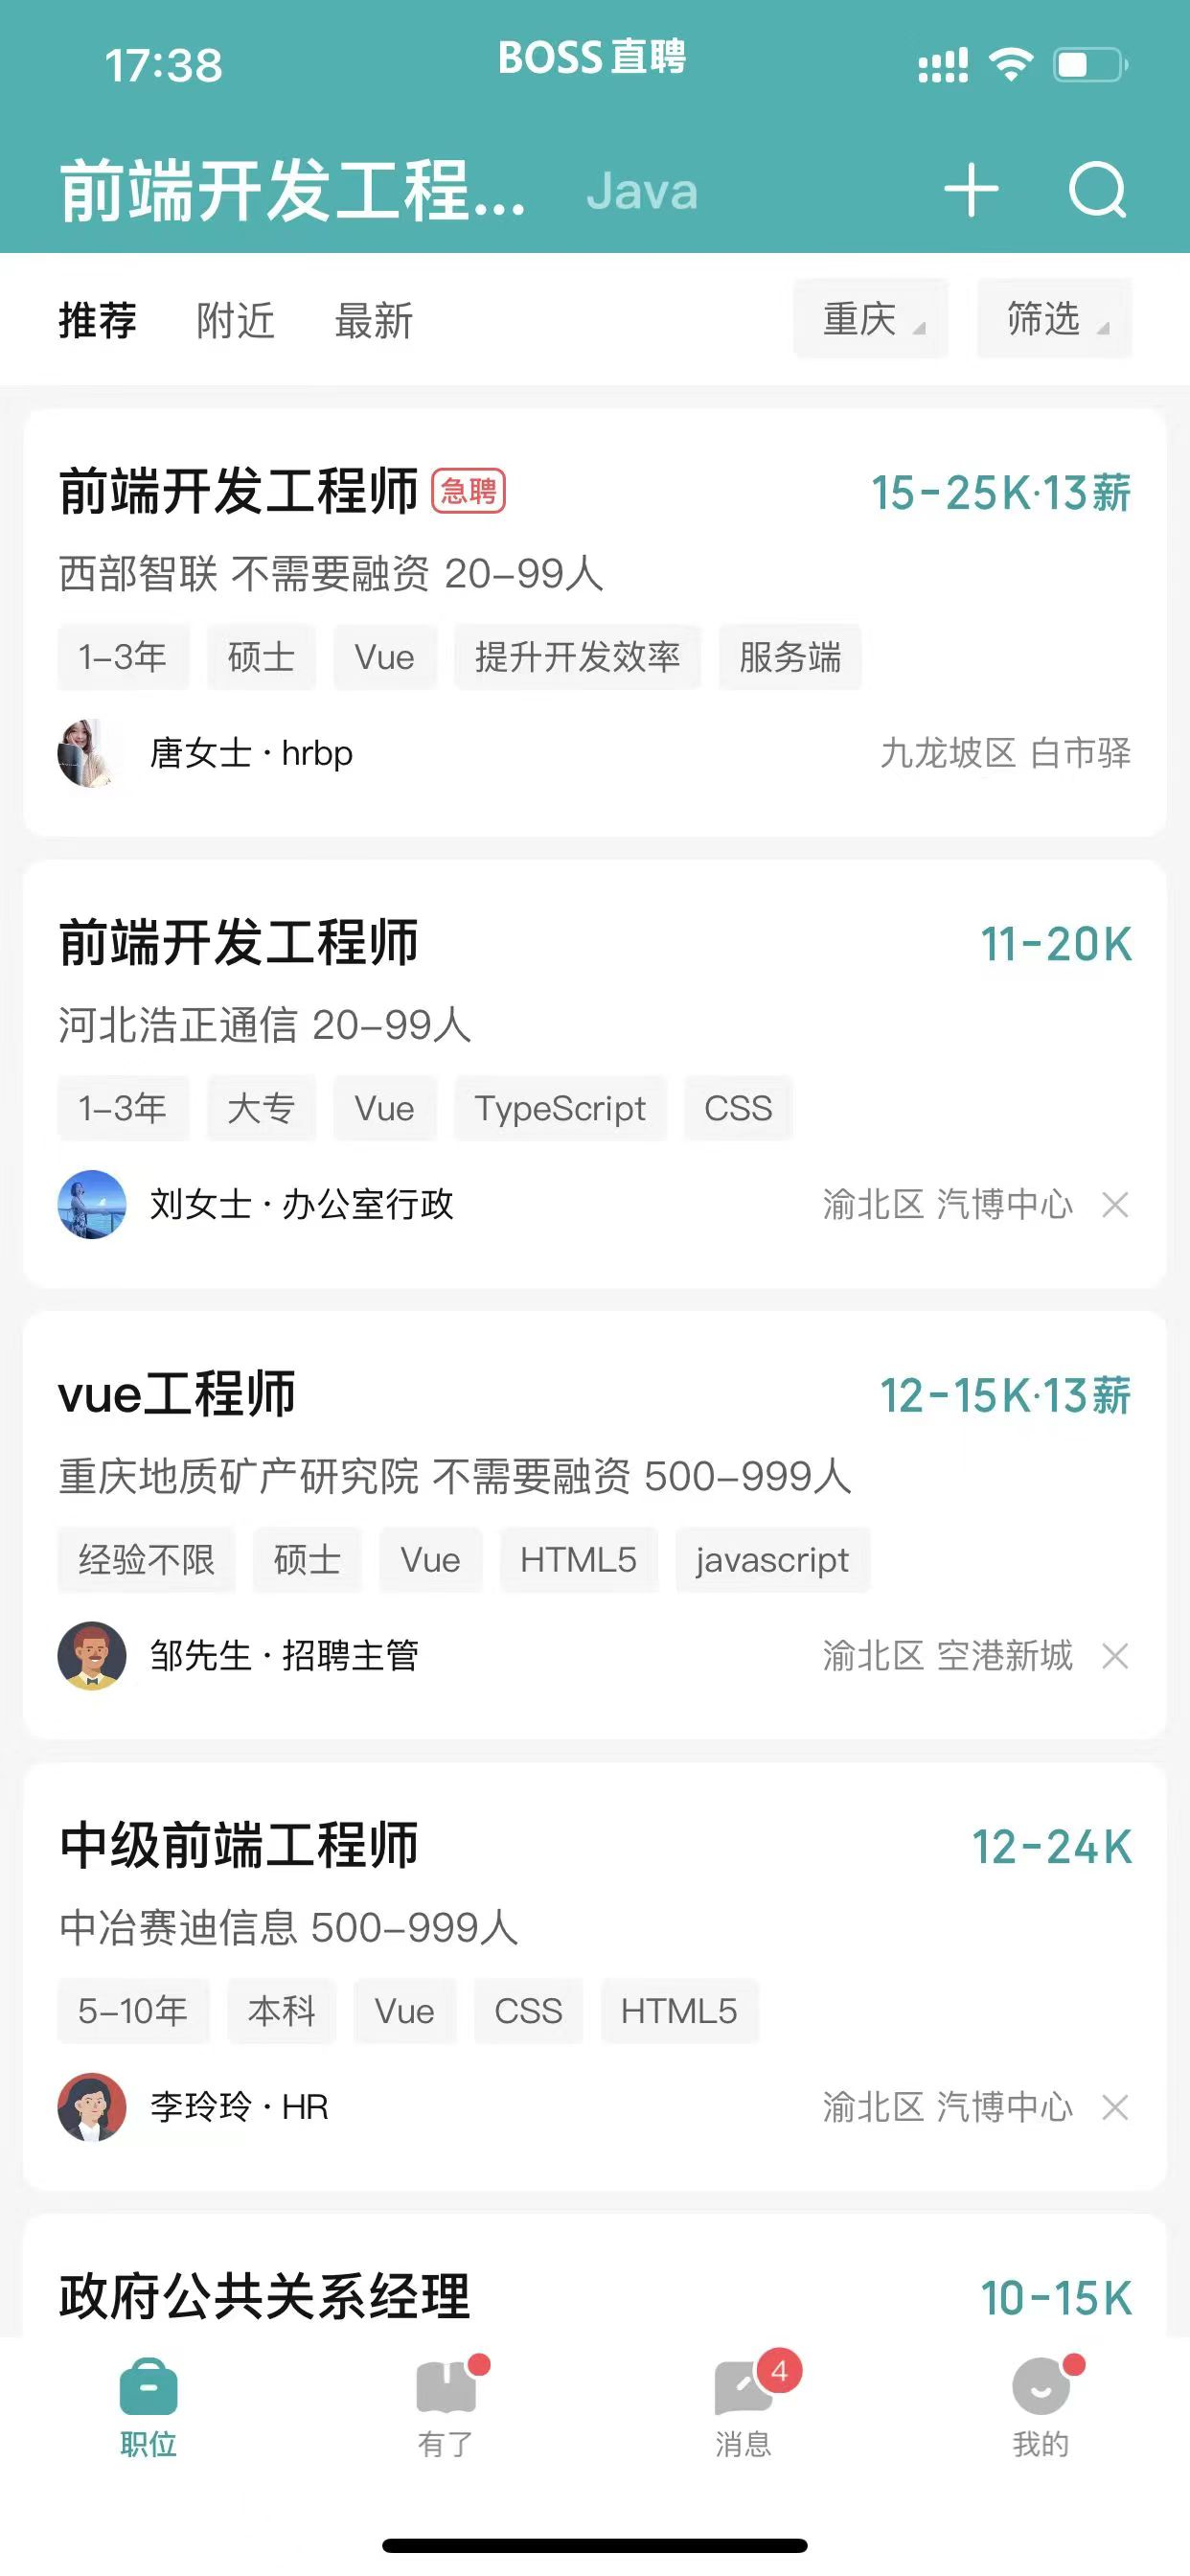 17:38
BOSS直聘
前端开发工程... Java
推荐 附近 最新 重庆 筛选
前端开发工程师 急聘 15-25K·13薪
西部智联 不需要融资 20-99人
1-3年 硕士 Vue 提升开发效率 服务端
唐女士·hrbp 九龙坡区 白市驿
前端开发工程师 11-20K
河北浩正通信 20-99人
1-3年 大专 Vue TypeScript CSS
刘女士·办公室行政 渝北区 汽博中心
vue工程师 12-15K·13薪
重庆地质矿产研究院 不需要融资 500-999人
经验不限 硕士 Vue HTML5 javascript
邹先生·招聘主管 渝北区 空港新城
中级前端工程师 12-24K
中冶赛迪信息 500-999人
5-10年 本科 Vue CSS HTML5
李玲玲·HR 渝北区 汽博中心
政府公共关系经理 10-15K
4
职位 有了 消息 我的